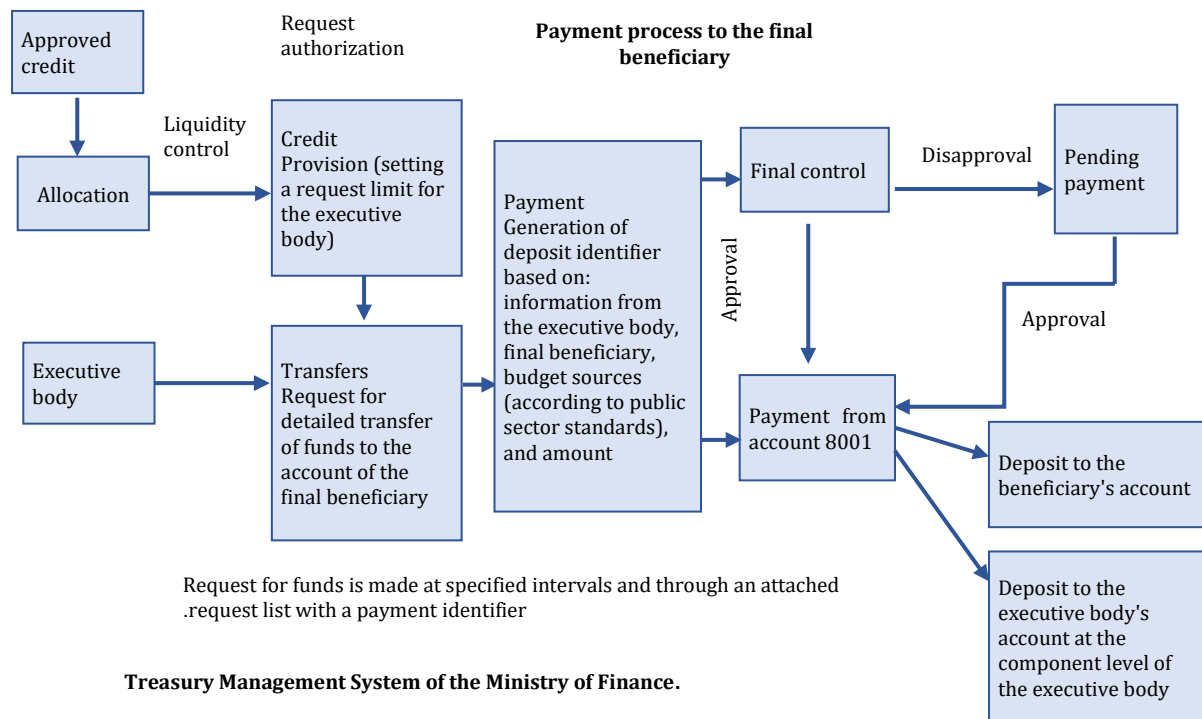 Approved
credit
Request
authorization
Payment process to the final
beneficiary
Liquidity
control
Allocation
Credit
Provision (setting
a request limit for
the executive
body)
Payment
Generation of
deposit identifier
based on:
information from
the executive body,
final beneficiary,
budget sources
(according to public
sector standards),
and amount
Final control
Disapproval
Pending
payment
Approval
Approval
Executive
body
Transfers
Request for
detailed transfer
of funds to the
account of the
final beneficiary
Payment from
account 8001
Deposit to the
beneficiary's account
Deposit to the
executive body's
account at the
component level of
the executive body
Request for funds is made at specified intervals and through an attached
.request list with a payment identifier
Treasury Management System of the Ministry of Finance.